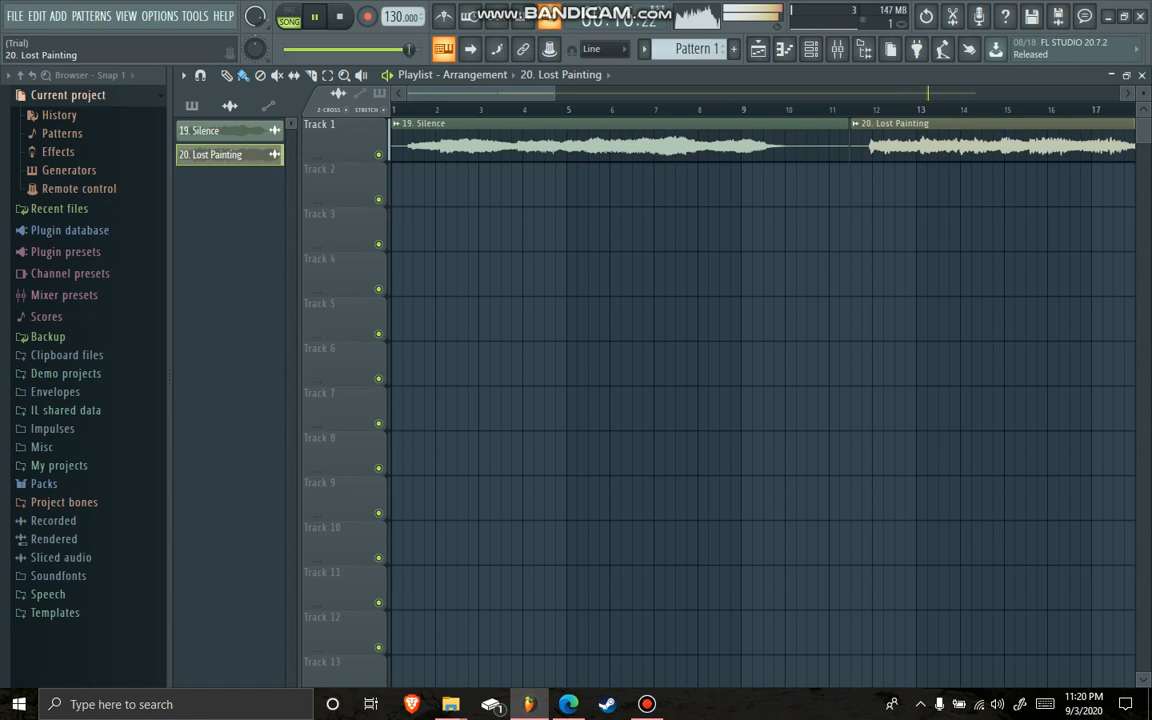 FILE EDIT ADD PATTERNS VIEW OPTIONS TOOLS HELP
PAT
SONG
130.000
www.BANDICAM.com
3
147 MB
1
(Trial)
20. Lost Painting
Line
Pattern 1
08/18 FL STUDIO 20.7.2
Released
Browser - Snap 1
Playlist - Arrangement
20. Lost Painting
Current project
History
Patterns
Effects
Generators
Remote control
Recent files
Plugin database
Plugin presets
Channel presets
Mixer presets
Scores
Backup
Clipboard files
Demo projects
Envelopes
IL shared data
Impulses
Misc
My projects
Packs
Project bones
Recorded
Rendered
Sliced audio
Soundfonts
Speech
Templates
19. Silence
20. Lost Painting
Z-CROSS
STRETCH
1 2 3 4 5 6 7 8 9 10 11 12 13 14 15 16 17
Track 1
19. Silence
20. Lost Painting
Track 2
Track 3
Track 4
Track 5
Track 6
Track 7
Track 8
Track 9
Track 10
Track 11
Track 12
Track 13
Type here to search
1
11:20 PM
9/3/2020